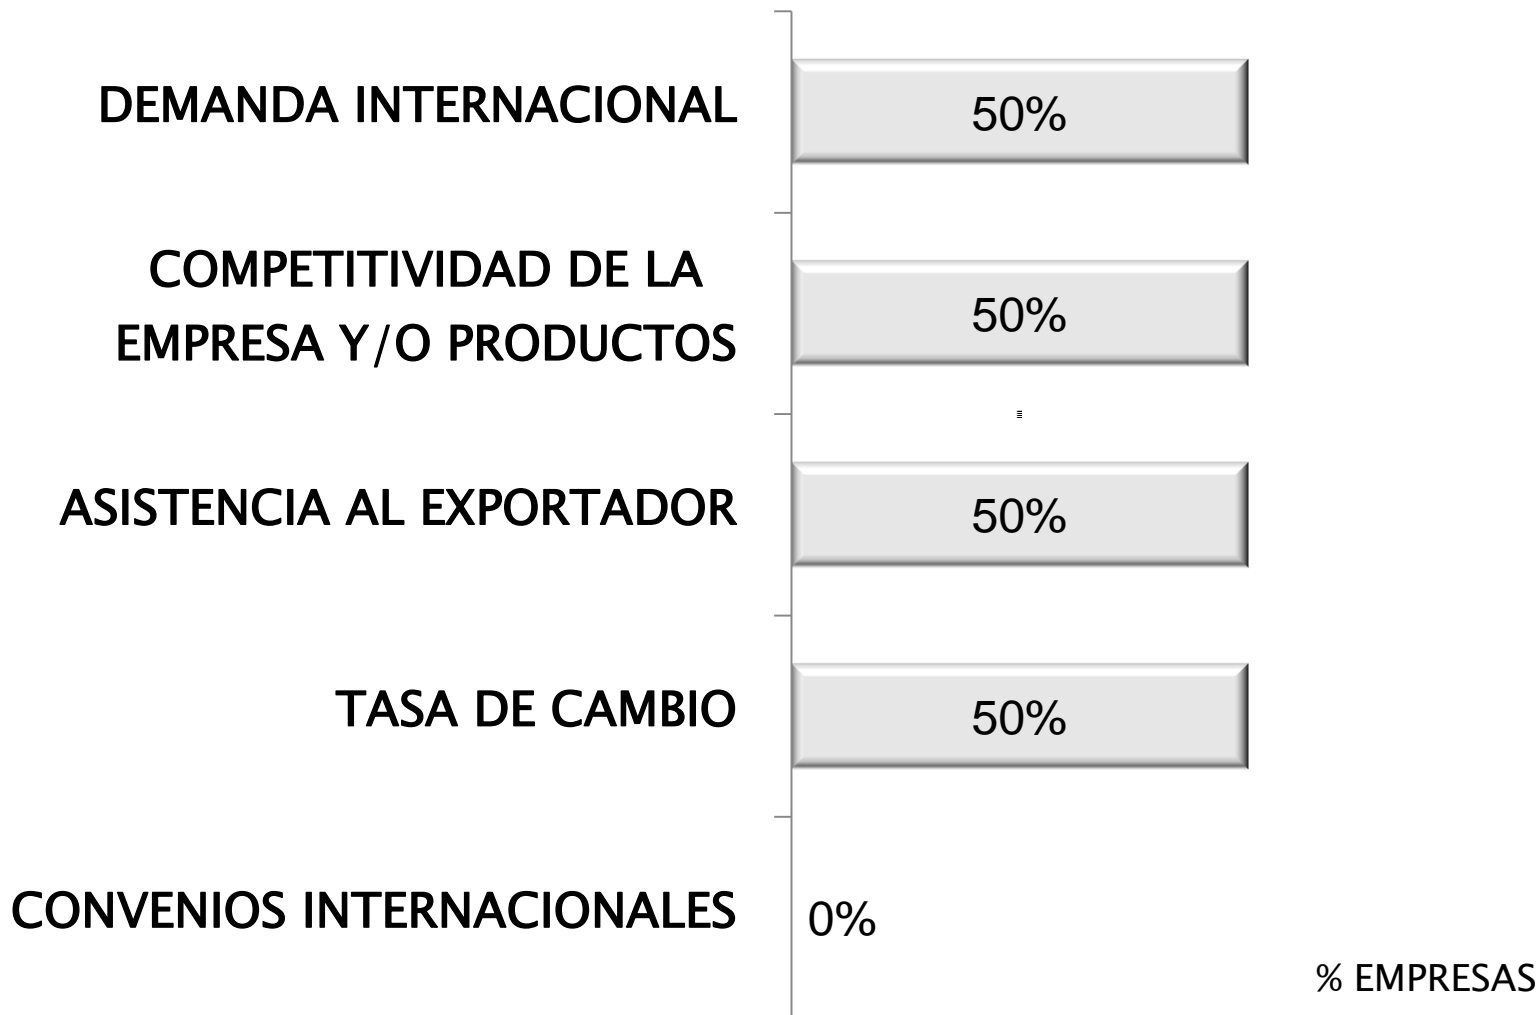 DEMANDA INTERNACIONAL
50%
COMPETITIVIDAD DE LA
EMPRESA Y/O PRODUCTOS
50%
ASISTENCIA AL EXPORTADOR
50%
TASA DE CAMBIO
50%
CONVENIOS INTERNACIONALES
0%
% EMPRESAS